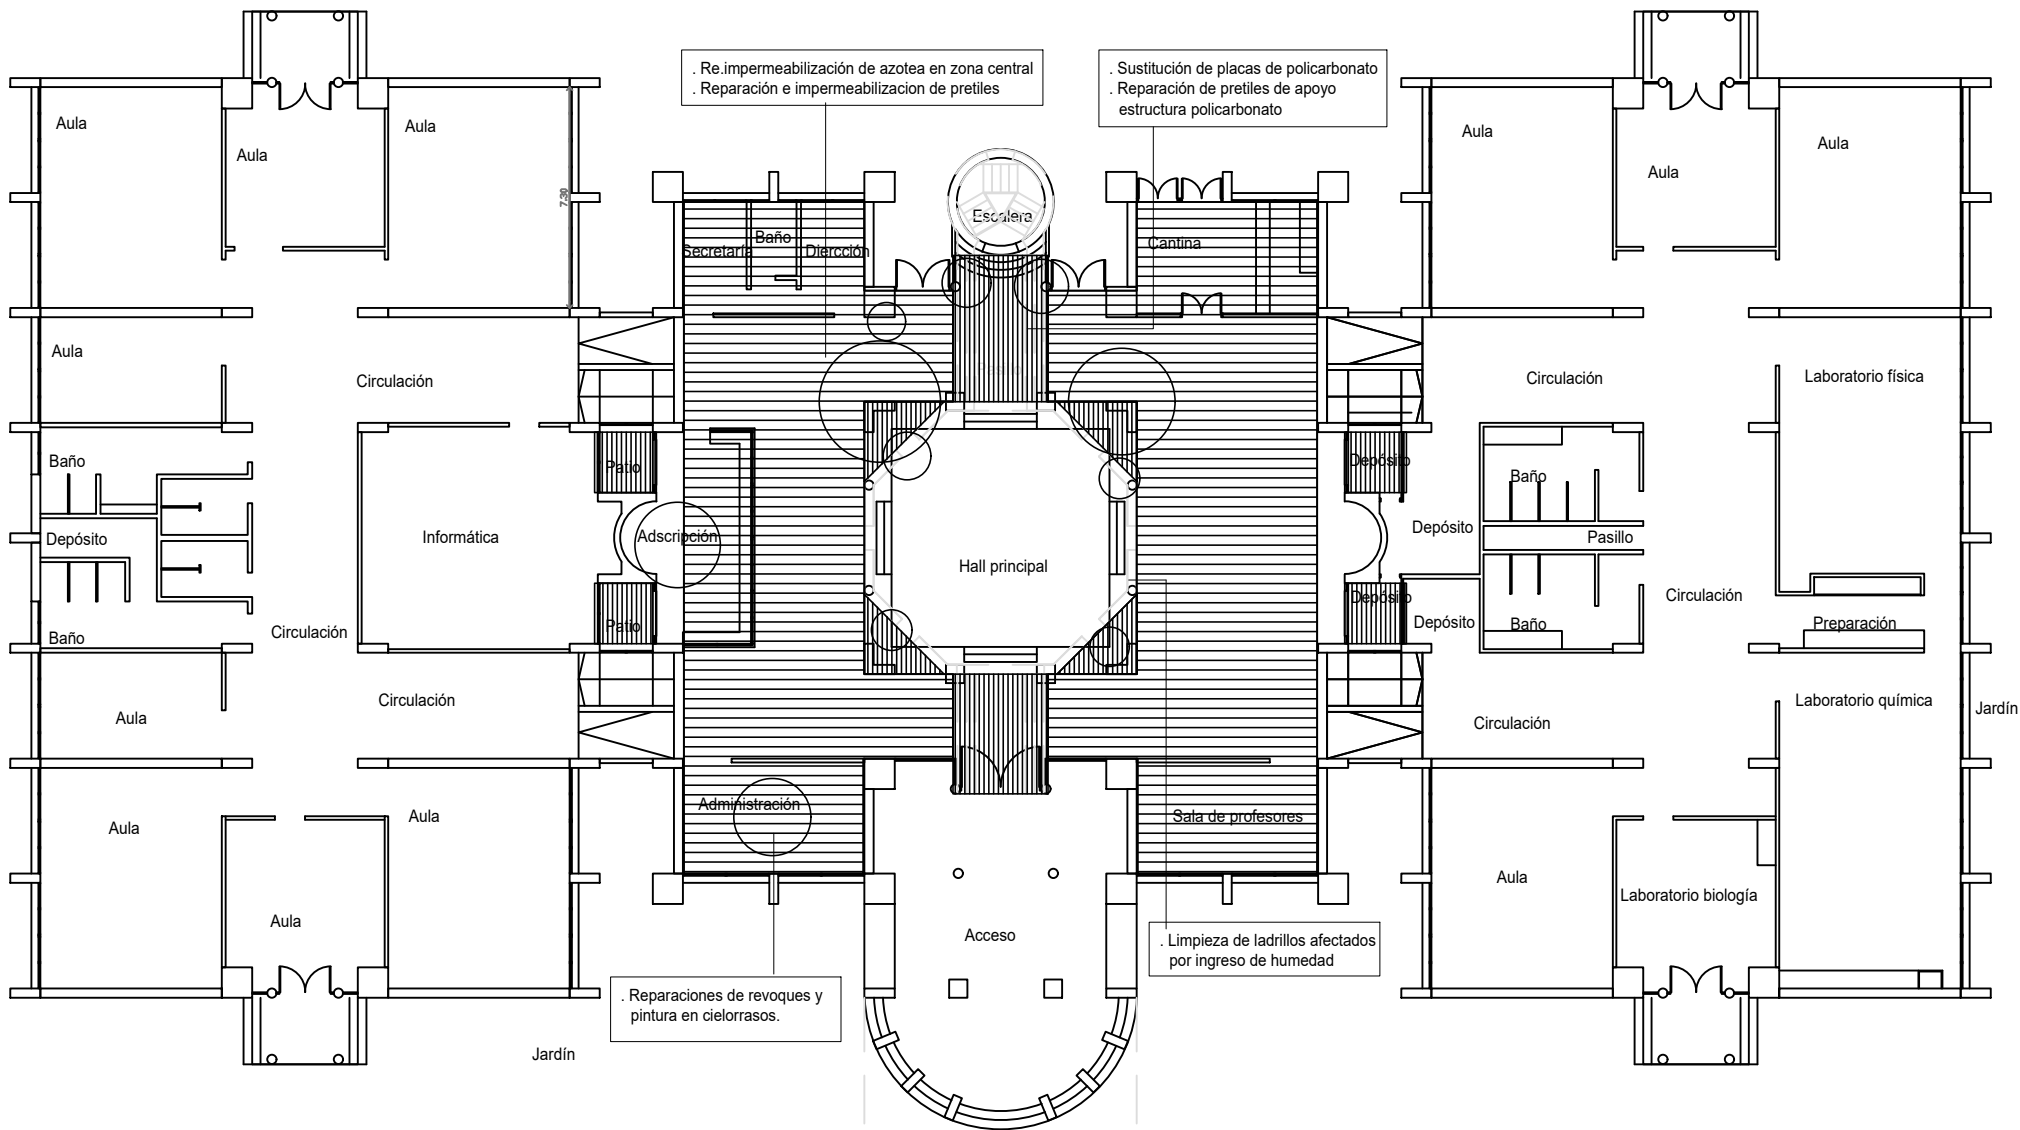 . Re.impermeabilización de azotea en zona central
. Reparación e impermeabilizacion de pretiles
. Sustitución de placas de policarbonato
. Reparación de pretiles de apoyo
estructura policarbonato
Aula
Aula
Aula
Aula
Aula
Aula
7.30
Escalera
Secretaría
Baño
Diercción
Cantina
Aula
Circulación
Circulación
Laboratorio física
Baño
Patio
Depósito
Baño
Depósito
Informática
Adscripción
Depósito
Pasillo
Hall principal
Circulación
Baño
Circulación
Patio
Depósito
Depósito
Baño
Preparación
Aula
Circulación
Circulación
Laboratorio química
Jardín
Aula
Aula
Administración
Sala de profesores
Aula
Laboratorio biología
Aula
Acceso
. Limpieza de ladrillos afectados
por ingreso de humedad
. Reparaciones de revoques y
pintura en cielorrasos.
Jardín